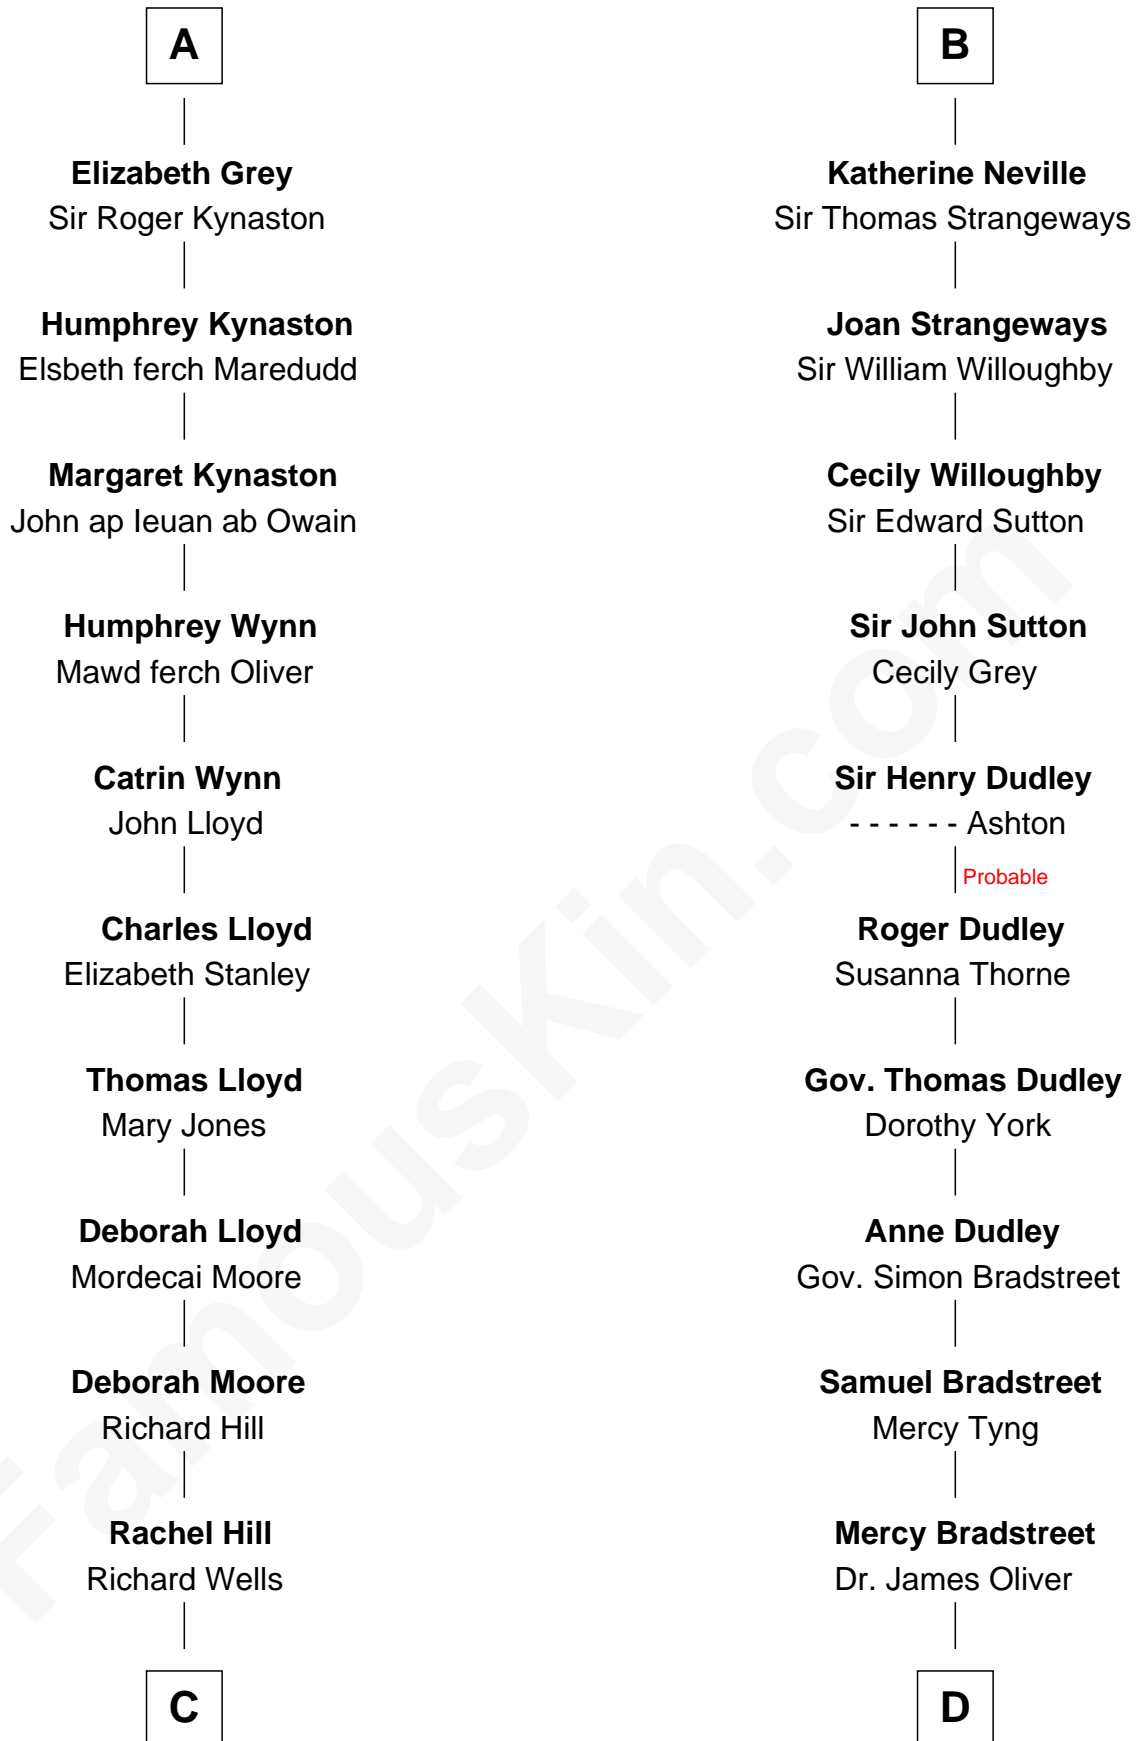 A
Elizabeth Grey
Sir Roger Kynaston
Humphrey Kynaston
Elsbeth ferch Maredudd
Margaret Kynaston
John ap Ieuan ab Owain
Humphrey Wynn
Mawd ferch Oliver
Catrin Wynn
John Lloyd
Charles Lloyd
Elizabeth Stanley
Thomas Lloyd
Mary Jones
Deborah Lloyd
Mordecai Moore
Deborah Moore
Richard Hill
Rachel Hill
Richard Wells
C
B
Katherine Neville
Sir Thomas Strangeways
Joan Strangeways
Sir William Willoughby
Cecily Willoughby
Sir Edward Sutton
Sir John Sutton
Cecily Grey
Sir Henry Dudley
- - - - - - Ashton
Probable
Roger Dudley
Susanna Thorne
Gov. Thomas Dudley
Dorothy York
Anne Dudley
Gov. Simon Bradstreet
Samuel Bradstreet
Mercy Tyng
Mercy Bradstreet
Dr. James Oliver
D
FamousKin.com